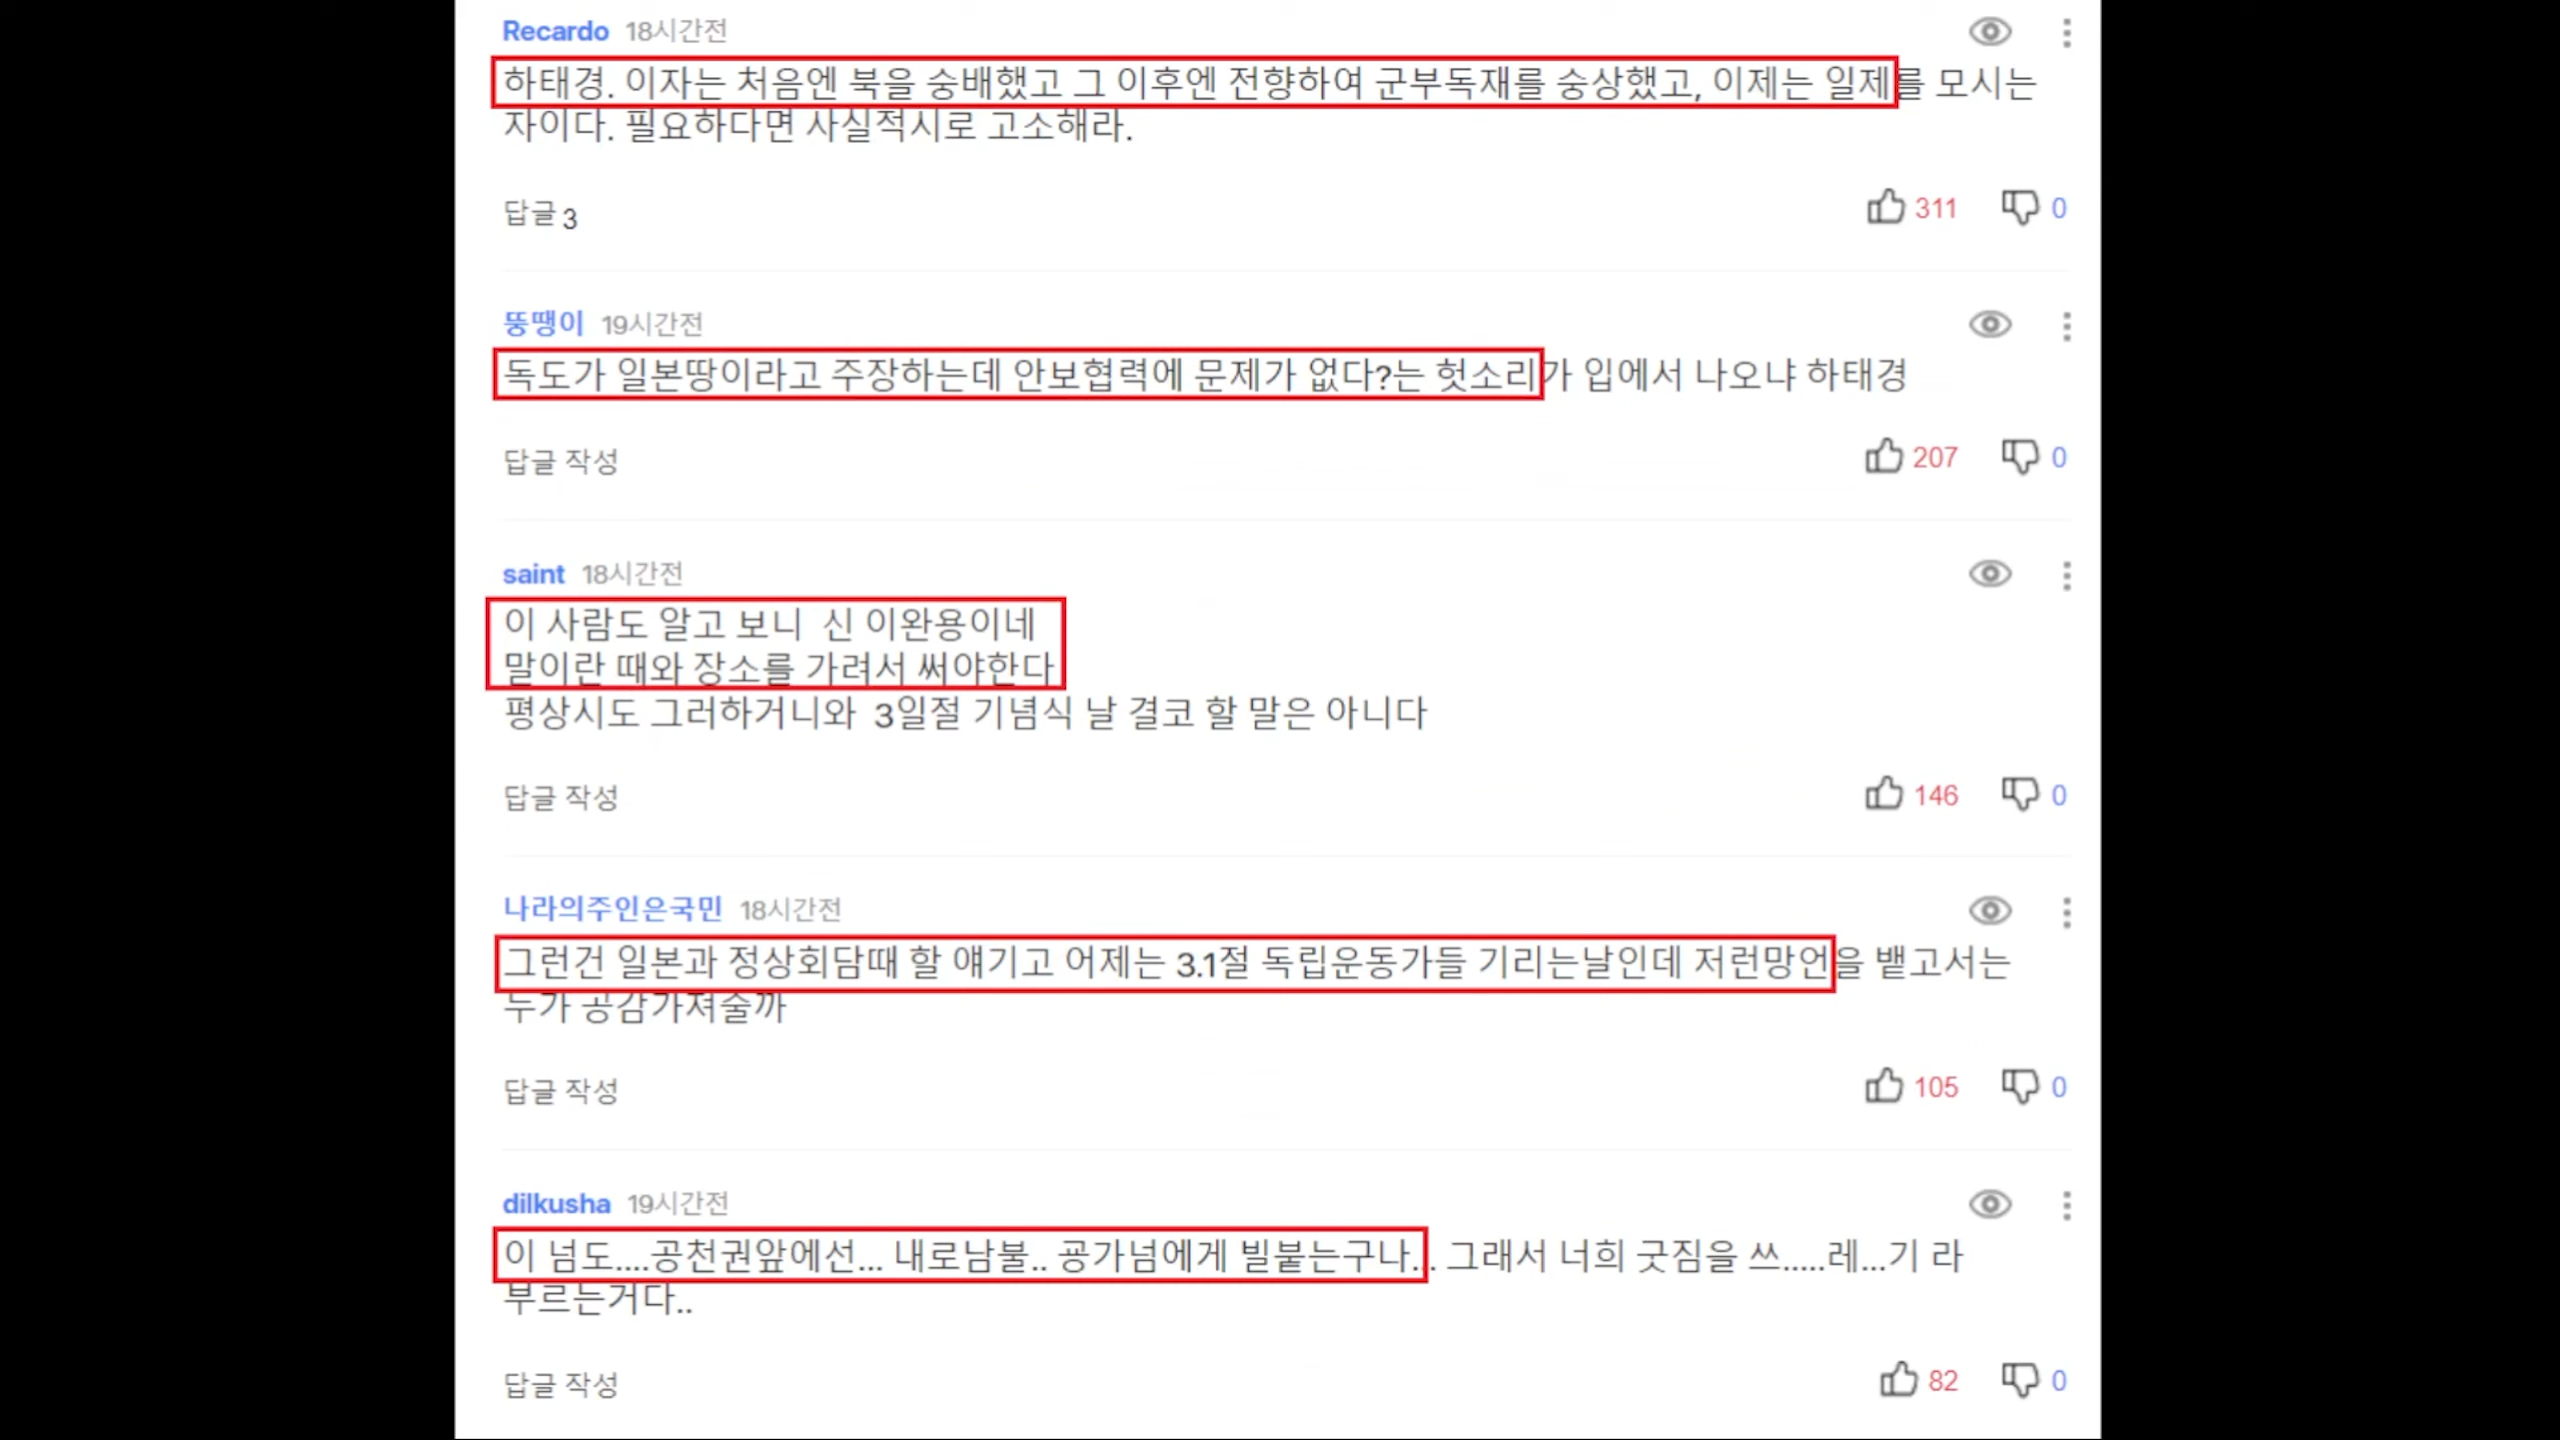 Recardo 18시간전
하태경. 이자는 처음엔 북을 숭배했고 그 이후엔 전향하여 군부독재를 숭상했고, 이제는 일제를 모시는
자이다. 필요하다면 사실적시로 고소해라.
답글 3 311 0
뚱땡이 19시간전
독도가 일본땅이라고 주장하는데 안보협력에 문제가 없다?는 헛소리가 입에서 나오냐 하태경
답글 작성 207 0
saint 18시간전
이 사람도 알고 보니 신 이완용이네
말이란 때와 장소를 가려서 써야한다
평상시도 그러하거니와 3일절 기념식 날 결코 할 말은 아니다
답글 작성 146 0
나라의주인은국민 18시간전
그런건 일본과 정상회담때 할 얘기고 어제는 3.1절 독립운동가들 기리는날인데 저런망언을 뱉고서는
누가 공감가져줄까
답글 작성 105 0
dilkusha 19시간전
이 넘도....공천권앞에선... 내로남불.. 굥가넘에게 빌붙는구나... 그래서 너희 굿짐을 쓰.....레...기 라
부르는거다..
답글 작성 82 0